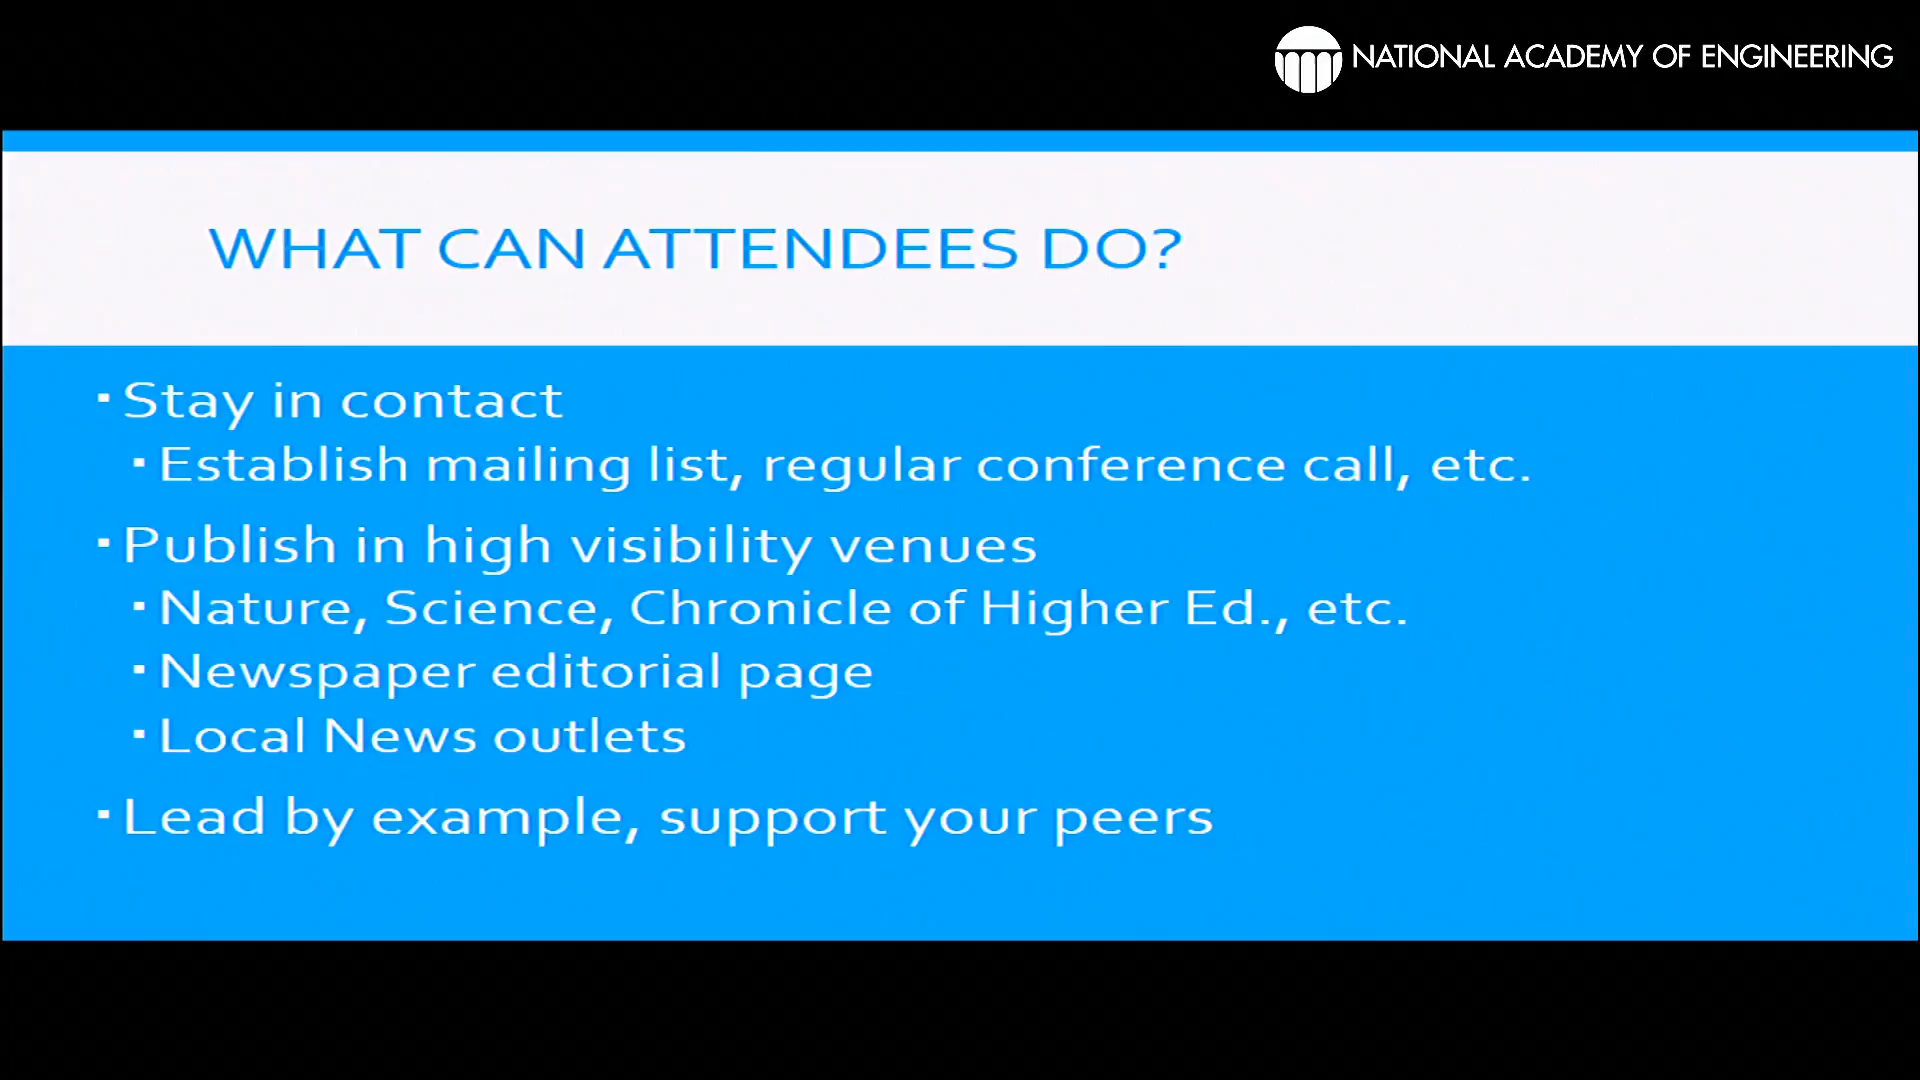 NATIONAL ACADEMY OF ENGINEERING
WHAT CAN ATTENDEES DO?
▪ Stay in contact
▪ Establish mailing list, regular conference call, etc.
▪ Publish in high visibility venues
▪ Nature, Science, Chronicle of Higher Ed., etc.
▪ Newspaper editorial page
▪ Local News outlets
▪ Lead by example, support your peers